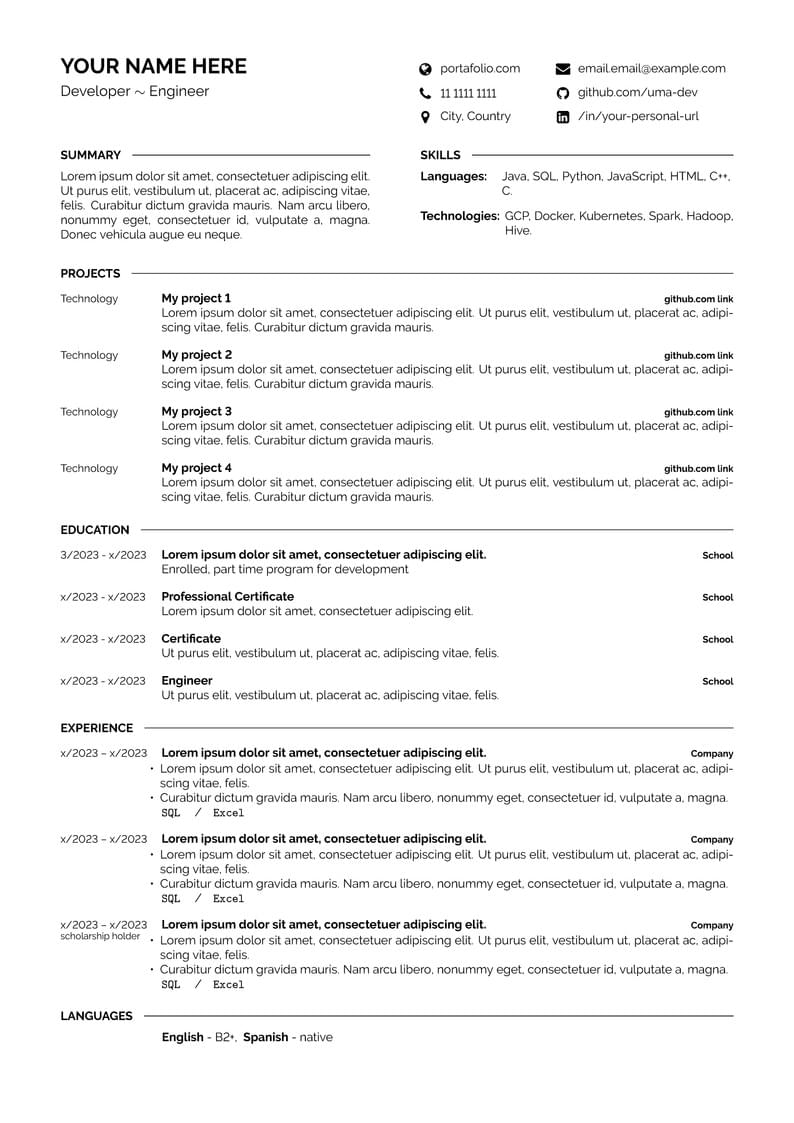 YOUR NAME HERE
Developer ~ Engineer
portafolio.com
email.email@example.com
11 1111 1111
github.com/uma-dev
City, Country
/in/your-personal-url
SUMMARY
Lorem ipsum dolor sit amet, consectetuer adipiscing elit.
Ut purus elit, vestibulum ut, placerat ac, adipiscing vitae,
felis. Curabitur dictum gravida mauris. Nam arcu libero,
nonummy eget, consectetuer id, vulputate a, magna.
Donec vehicula augue eu neque.
SKILLS
Languages: Java, SQL, Python, JavaScript, HTML, C++,
C.
Technologies: GCP, Docker, Kubernetes, Spark, Hadoop,
Hive.
PROJECTS
Technology My project 1 github.com link
Lorem ipsum dolor sit amet, consectetuer adipiscing elit. Ut purus elit, vestibulum ut, placerat ac, adipi-
scing vitae, felis. Curabitur dictum gravida mauris.
Technology My project 2 github.com link
Lorem ipsum dolor sit amet, consectetuer adipiscing elit. Ut purus elit, vestibulum ut, placerat ac, adipi-
scing vitae, felis. Curabitur dictum gravida mauris.
Technology My project 3 github.com link
Lorem ipsum dolor sit amet, consectetuer adipiscing elit. Ut purus elit, vestibulum ut, placerat ac, adipi-
scing vitae, felis. Curabitur dictum gravida mauris.
Technology My project 4 github.com link
Lorem ipsum dolor sit amet, consectetuer adipiscing elit. Ut purus elit, vestibulum ut, placerat ac, adipi-
scing vitae, felis. Curabitur dictum gravida mauris.
EDUCATION
3/2023 - x/2023 Lorem ipsum dolor sit amet, consectetuer adipiscing elit. School
Enrolled, part time program for development
x/2023 - x/2023 Professional Certificate School
Lorem ipsum dolor sit amet, consectetuer adipiscing elit.
x/2023 - x/2023 Certificate School
Ut purus elit, vestibulum ut, placerat ac, adipiscing vitae, felis.
x/2023 - x/2023 Engineer School
Ut purus elit, vestibulum ut, placerat ac, adipiscing vitae, felis.
EXPERIENCE
x/2023 – x/2023 Lorem ipsum dolor sit amet, consectetuer adipiscing elit. Company
• Lorem ipsum dolor sit amet, consectetuer adipiscing elit. Ut purus elit, vestibulum ut, placerat ac, adipi-
scing vitae, felis.
• Curabitur dictum gravida mauris. Nam arcu libero, nonummy eget, consectetuer id, vulputate a, magna.
SQL / Excel
x/2023 – x/2023 Lorem ipsum dolor sit amet, consectetuer adipiscing elit. Company
• Lorem ipsum dolor sit amet, consectetuer adipiscing elit. Ut purus elit, vestibulum ut, placerat ac, adipi-
scing vitae, felis.
• Curabitur dictum gravida mauris. Nam arcu libero, nonummy eget, consectetuer id, vulputate a, magna.
SQL / Excel
x/2023 – x/2023 Lorem ipsum dolor sit amet, consectetuer adipiscing elit. Company
scholarship holder • Lorem ipsum dolor sit amet, consectetuer adipiscing elit. Ut purus elit, vestibulum ut, placerat ac, adipi-
scing vitae, felis.
• Curabitur dictum gravida mauris. Nam arcu libero, nonummy eget, consectetuer id, vulputate a, magna.
SQL / Excel
LANGUAGES
English - B2+, Spanish - native